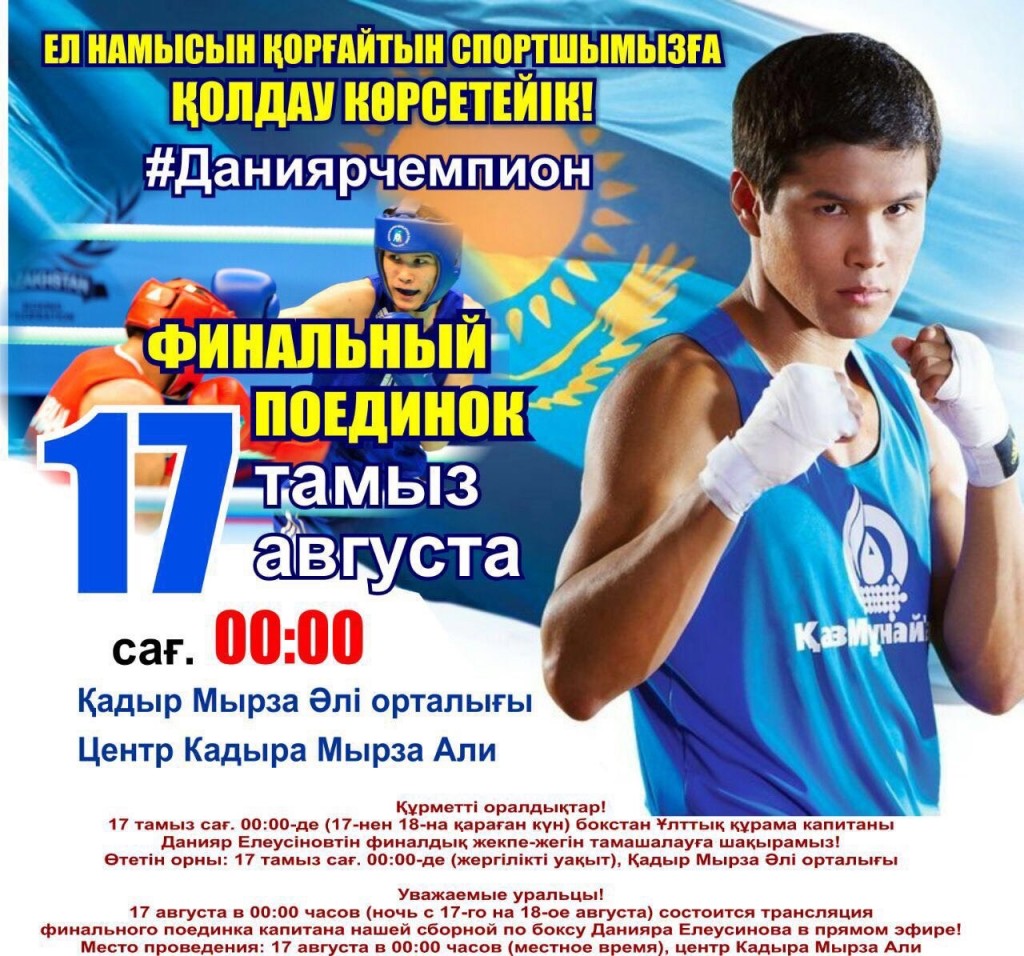 ЕЛ НАМЫСЫН ҚОРҒАЙТЫН СПОРТШЫМЫЗҒА
ҚОЛДАУ КӨРСЕТЕЙІК!
#Даниярчемпион
ФИНАЛЬНЫЙ
ПОЕДИНОК
17
тамыз
августа
сағ. 00:00
Қадыр Мырза Әлі орталығы
Центр Кадыра Мырза Али
ҚазМұнай
Құрметті оралдықтар!
17 тамыз сағ. 00:00-де (17-нен 18-на қараған күн) бокстан Ұлттық құрама капитаны
Данияр Елеусіновтің финалдық жекпе-жегін тамашалауға шақырамыз!
Өтетін орны: 17 тамыз сағ. 00:00-де (жергілікті уақыт), Қадыр Мырза Әлі орталығы
Уважаемые уральцы!
17 августа в 00:00 часов (ночь с 17-го на 18-ое августа) состоится трансляция
финального поединка капитана нашей сборной по боксу Данияра Елеусинова в прямом эфире!
Место проведения: 17 августа в 00:00 часов (местное время), центр Кадыра Мырза Али